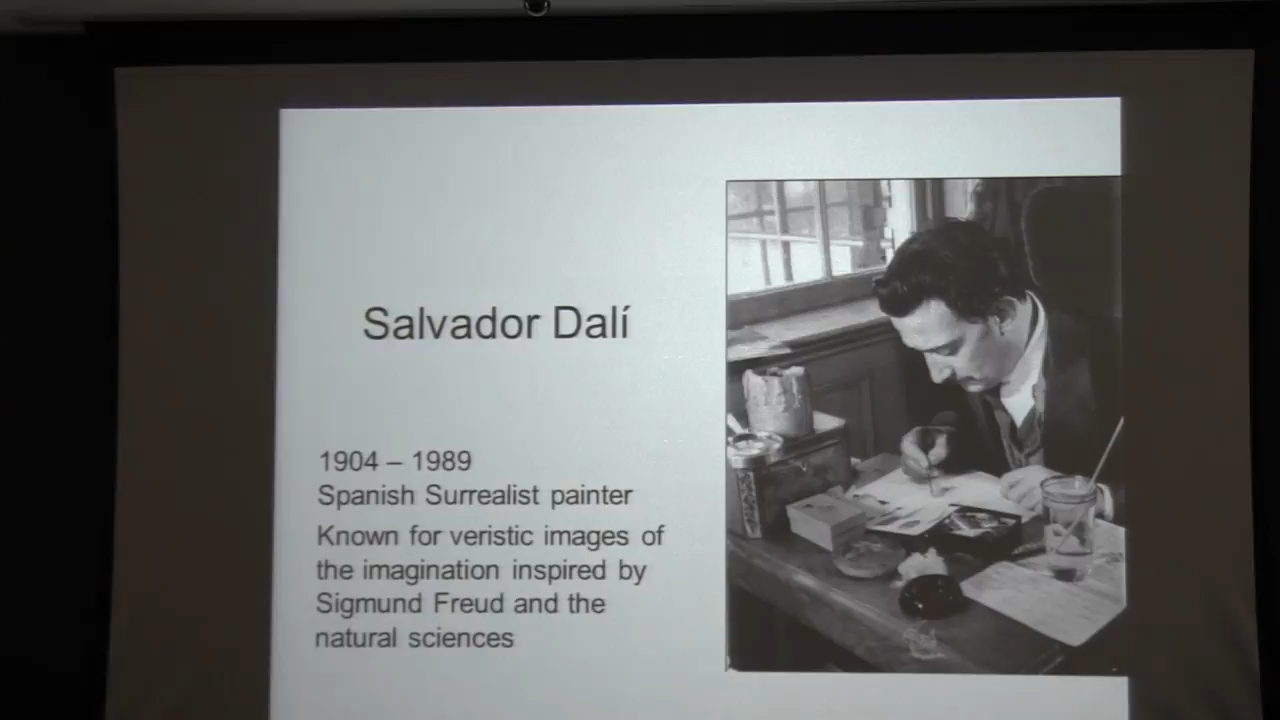 Salvador Dalí
1904 – 1989
Spanish Surrealist painter
Known for veristic images of
the imagination inspired by
Sigmund Freud and the
natural sciences